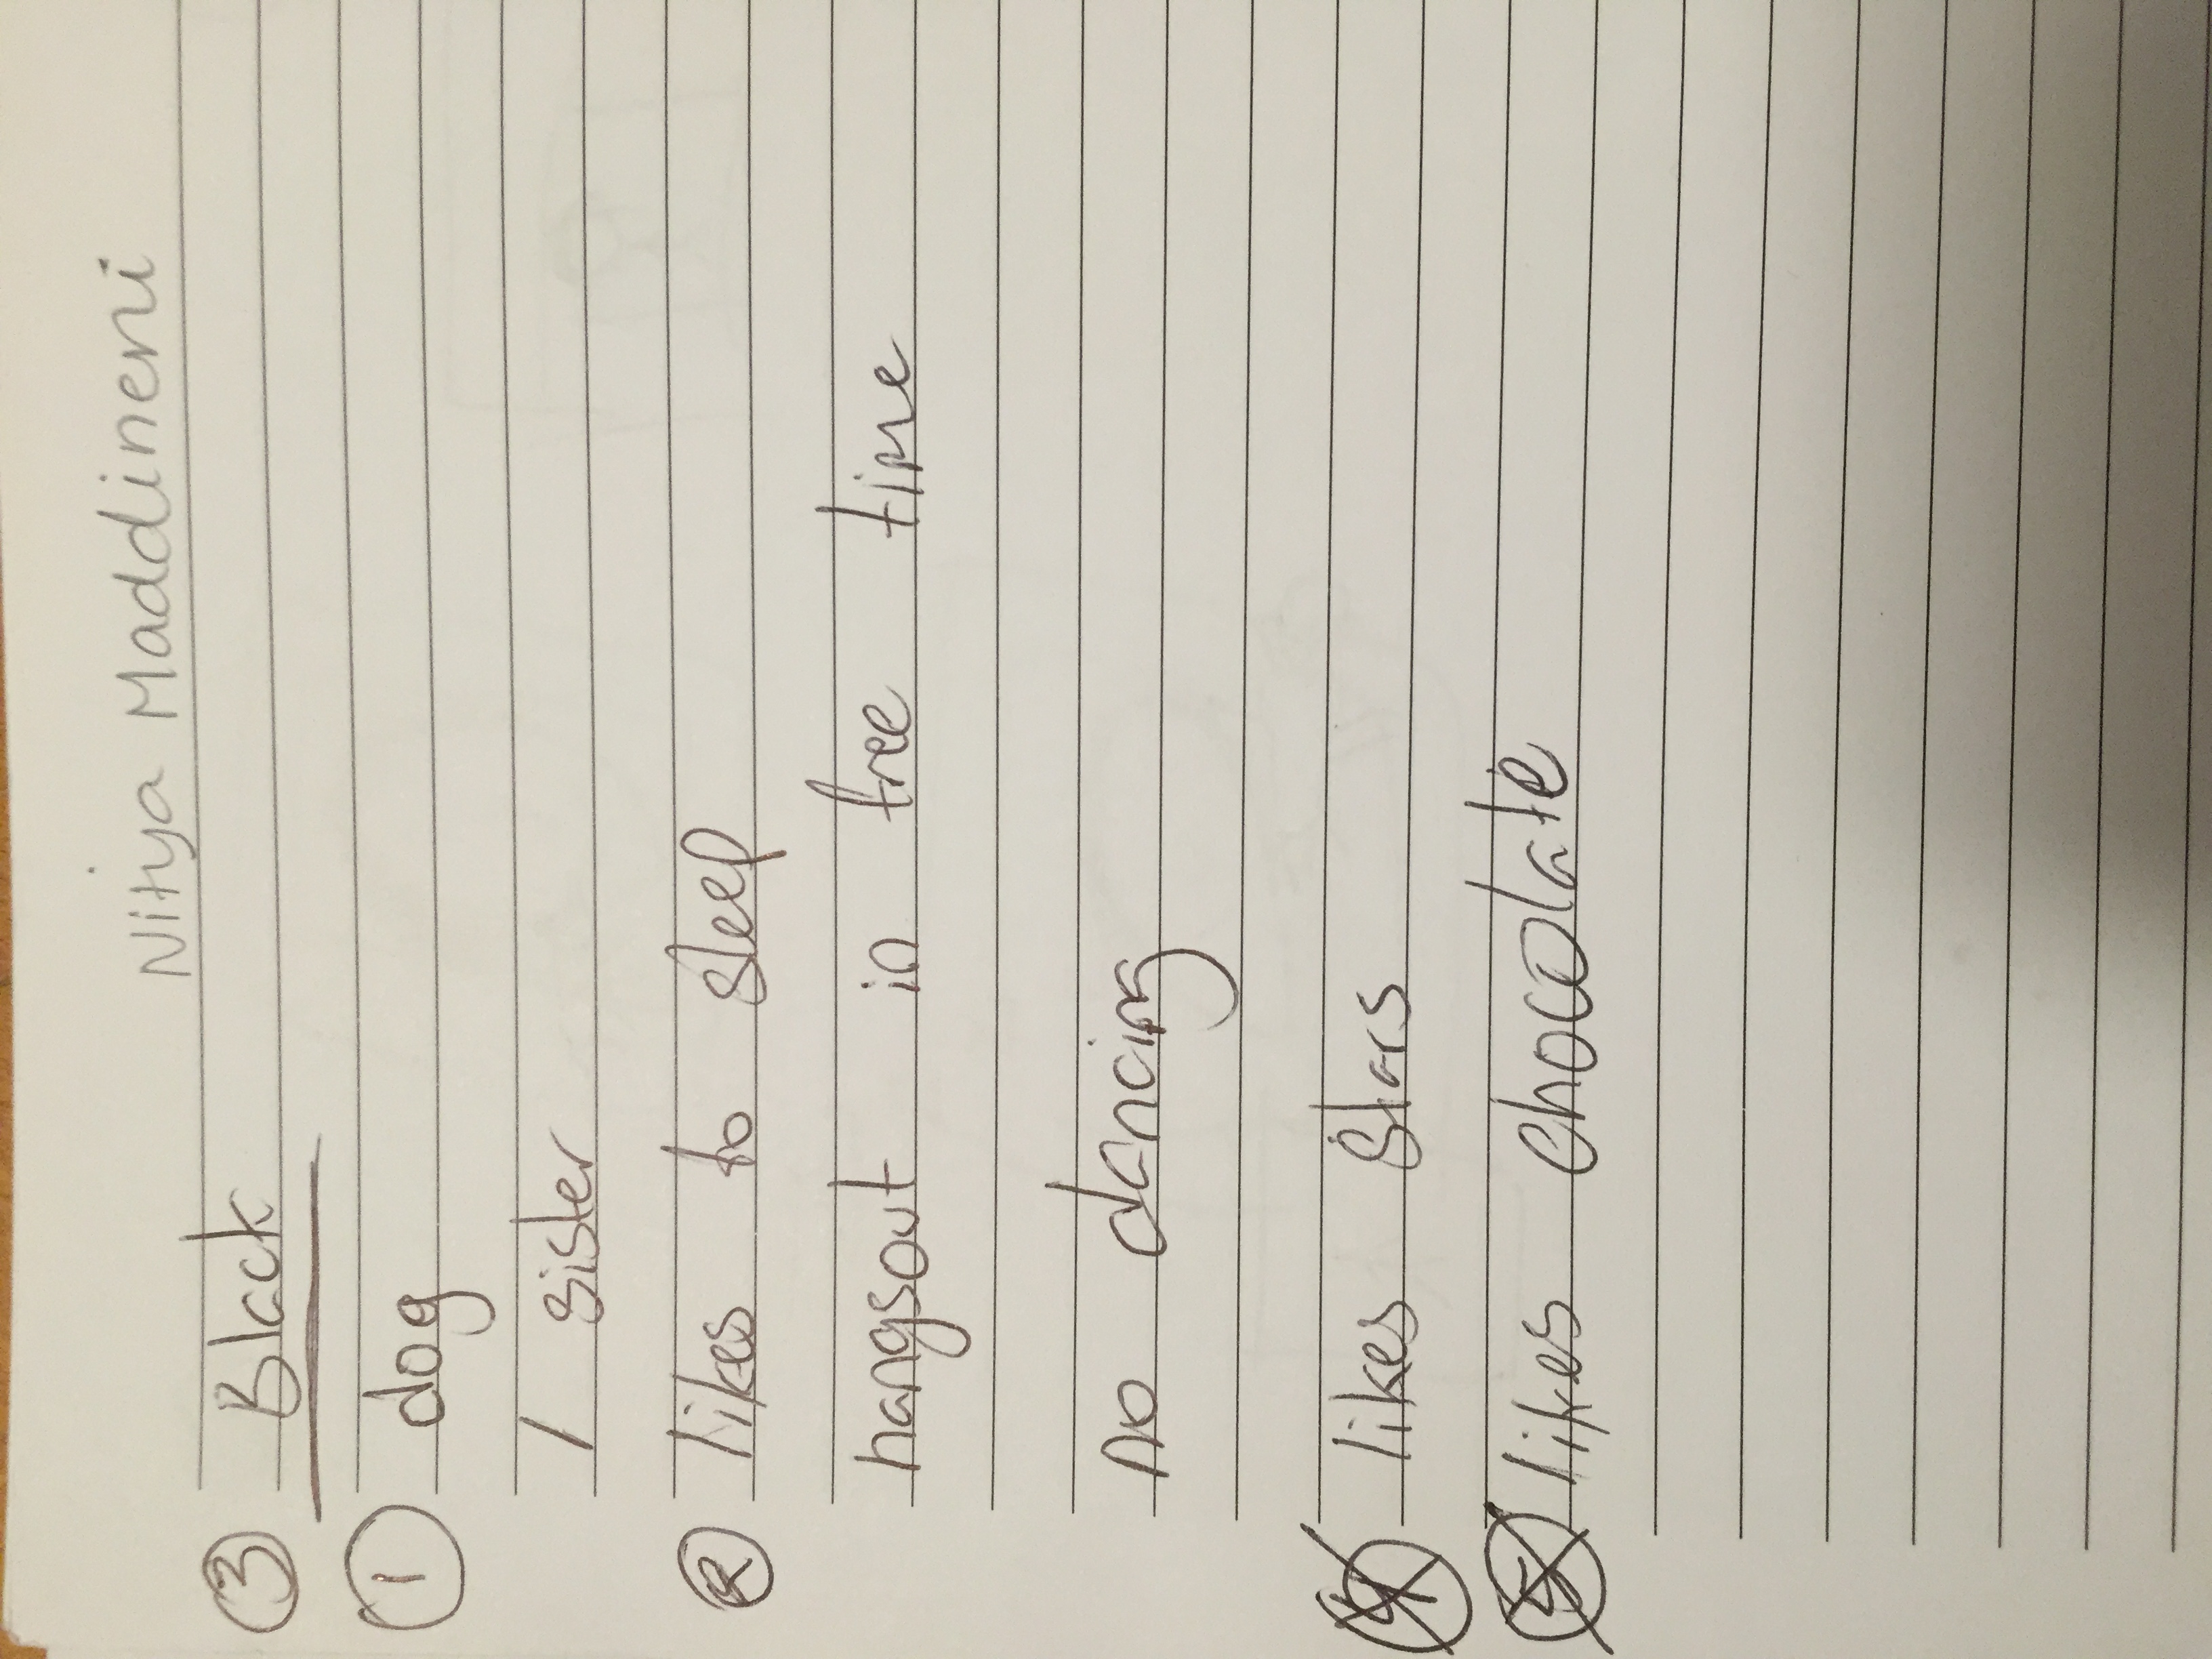 Nitya Maddineni
③ Black
① dog
1 sister
② likes to sleep
hangsout in free time
no dancing
④ likes stars
⑤ likes chocolate